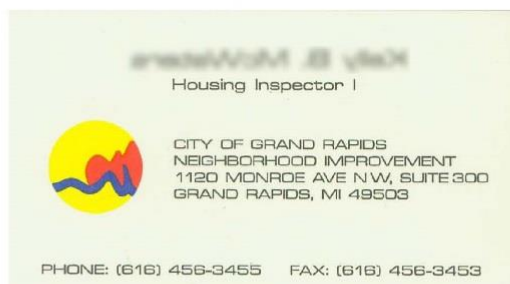 Housing Inspector I
CITY OF GRAND RAPIDS
NEIGHBORHOOD IMPROVEMENT
1120 MONROE AVE NW, SUITE 300
GRAND RAPIDS, MI 49503
PHONE: (616) 456-3455 FAX: (616) 456-3453